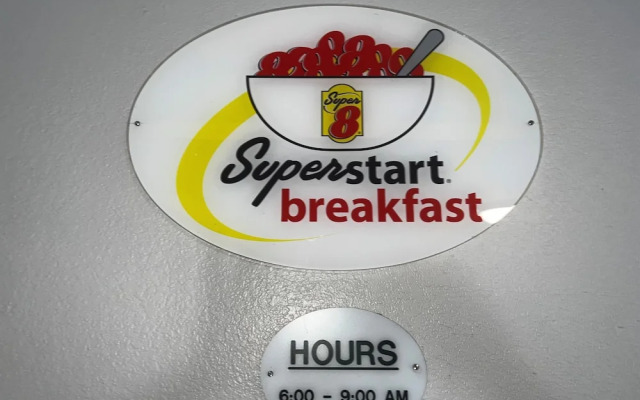 Super
8
Superstart
breakfast
HOURS
6:00 - 9:00 AM